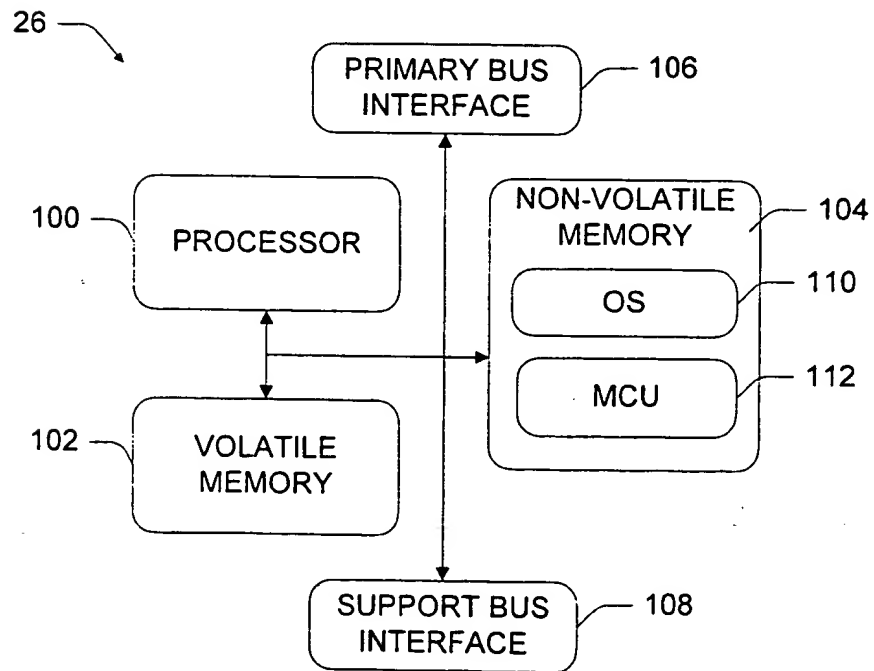 26
PRIMARY BUS
INTERFACE
106
100
PROCESSOR
NON-VOLATILE
MEMORY
104
OS
110
MCU
112
102
VOLATILE
MEMORY
SUPPORT BUS
INTERFACE
108